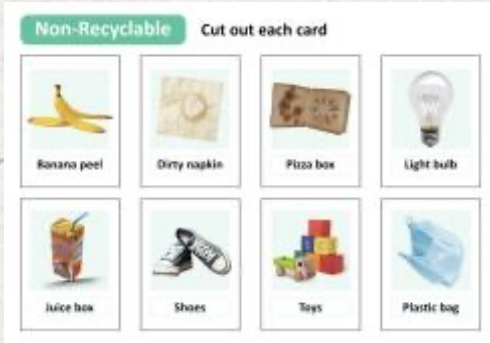 Non-Recyclable Cut out each card
Banana peel Dirty napkin Pizza box Light bulb
Juice box Shoes Toys Plastic bag